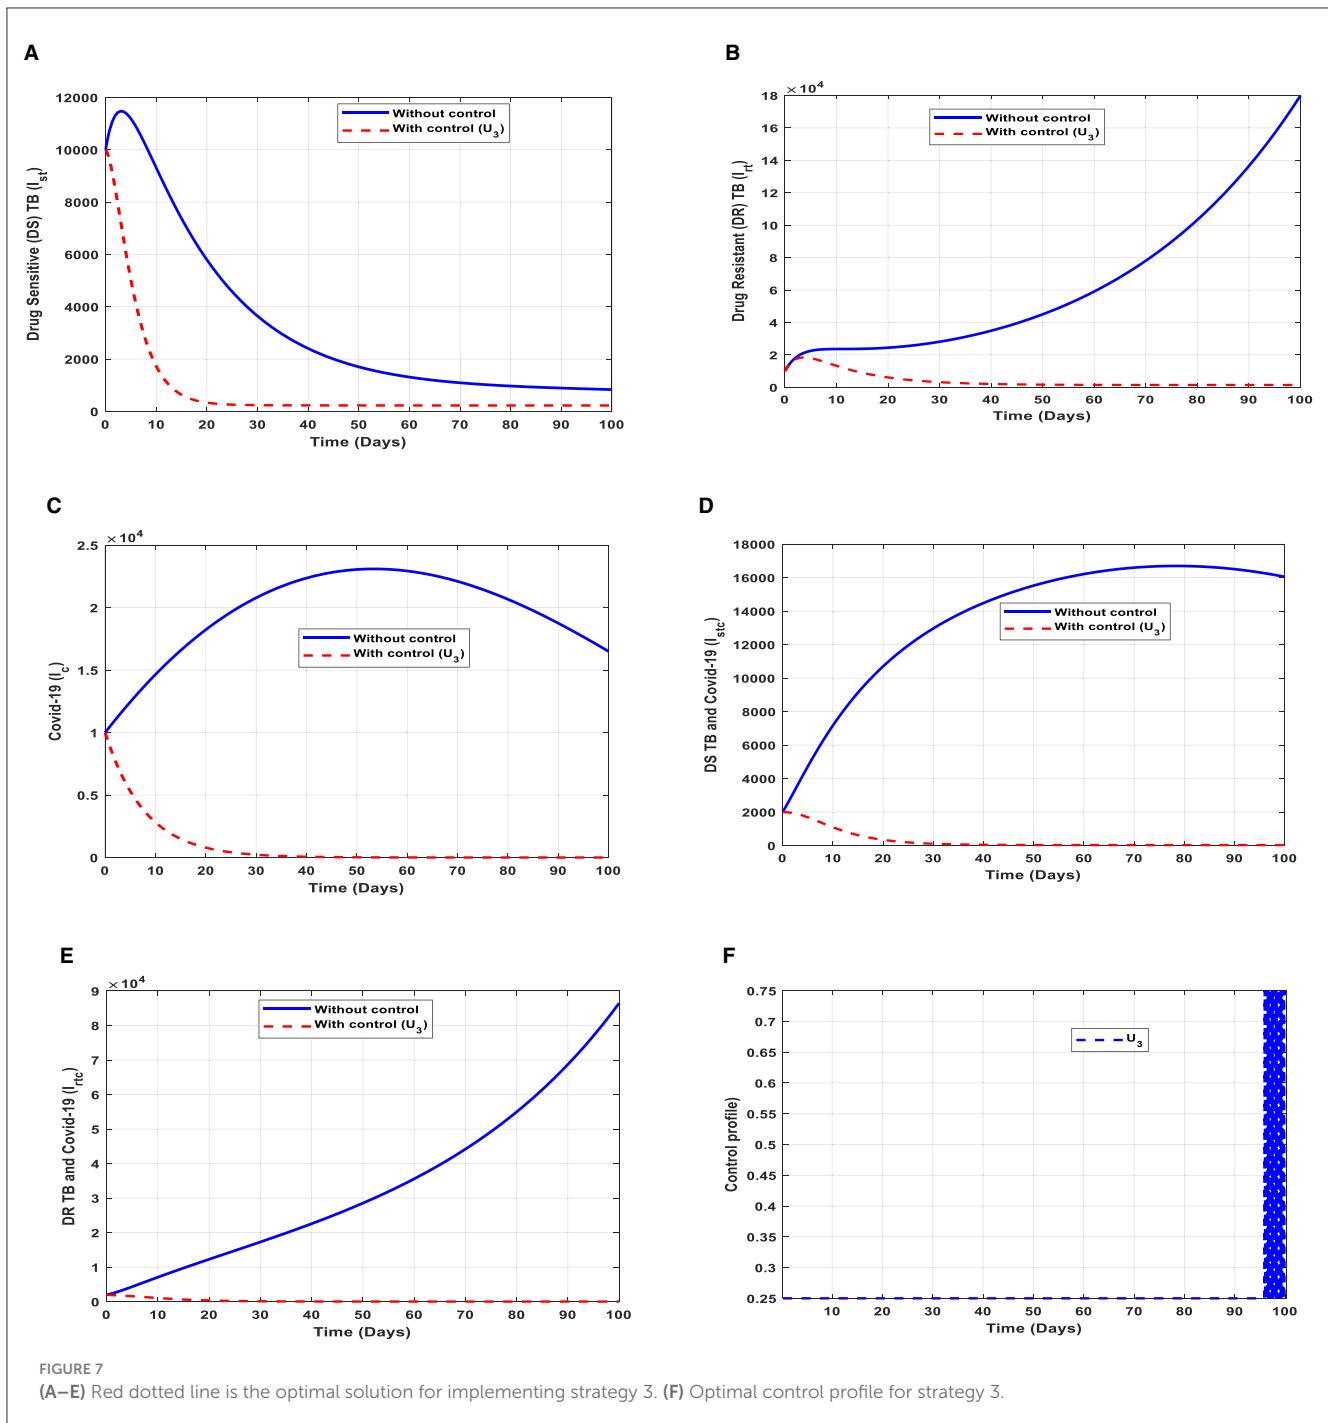 A
Drug Sensitive (DS) TB (I_st)
12000
10000
8000
6000
4000
2000
0
Without control
With control (U_3)
0 10 20 30 40 50 60 70 80 90 100
Time (Days)
B
Drug Resistant (DR) TB (I_rt)
× 10^4
18
16
14
12
10
8
6
4
2
0
Without control
With control (U_3)
0 10 20 30 40 50 60 70 80 90 100
Time (Days)
C
Covid-19 (I_c)
× 10^4
2.5
2
1.5
1
0.5
0
Without control
With control (U_3)
0 10 20 30 40 50 60 70 80 90 100
Time (Days)
D
DS TB and Covid-19 (I_stc)
18000
16000
14000
12000
10000
8000
6000
4000
2000
0
Without control
With control (U_3)
0 10 20 30 40 50 60 70 80 90 100
Time (Days)
E
DR TB and Covid-19 (I_rtc)
× 10^4
9
8
7
6
5
4
3
2
1
0
Without control
With control (U_3)
0 10 20 30 40 50 60 70 80 90 100
Time (Days)
F
Control profile)
0.75
0.7
0.65
0.6
0.55
0.5
0.45
0.4
0.35
0.3
0.25
U_3
10 20 30 40 50 60 70 80 90 100
Time (Days)
FIGURE 7
(A–E) Red dotted line is the optimal solution for implementing strategy 3. (F) Optimal control profile for strategy 3.